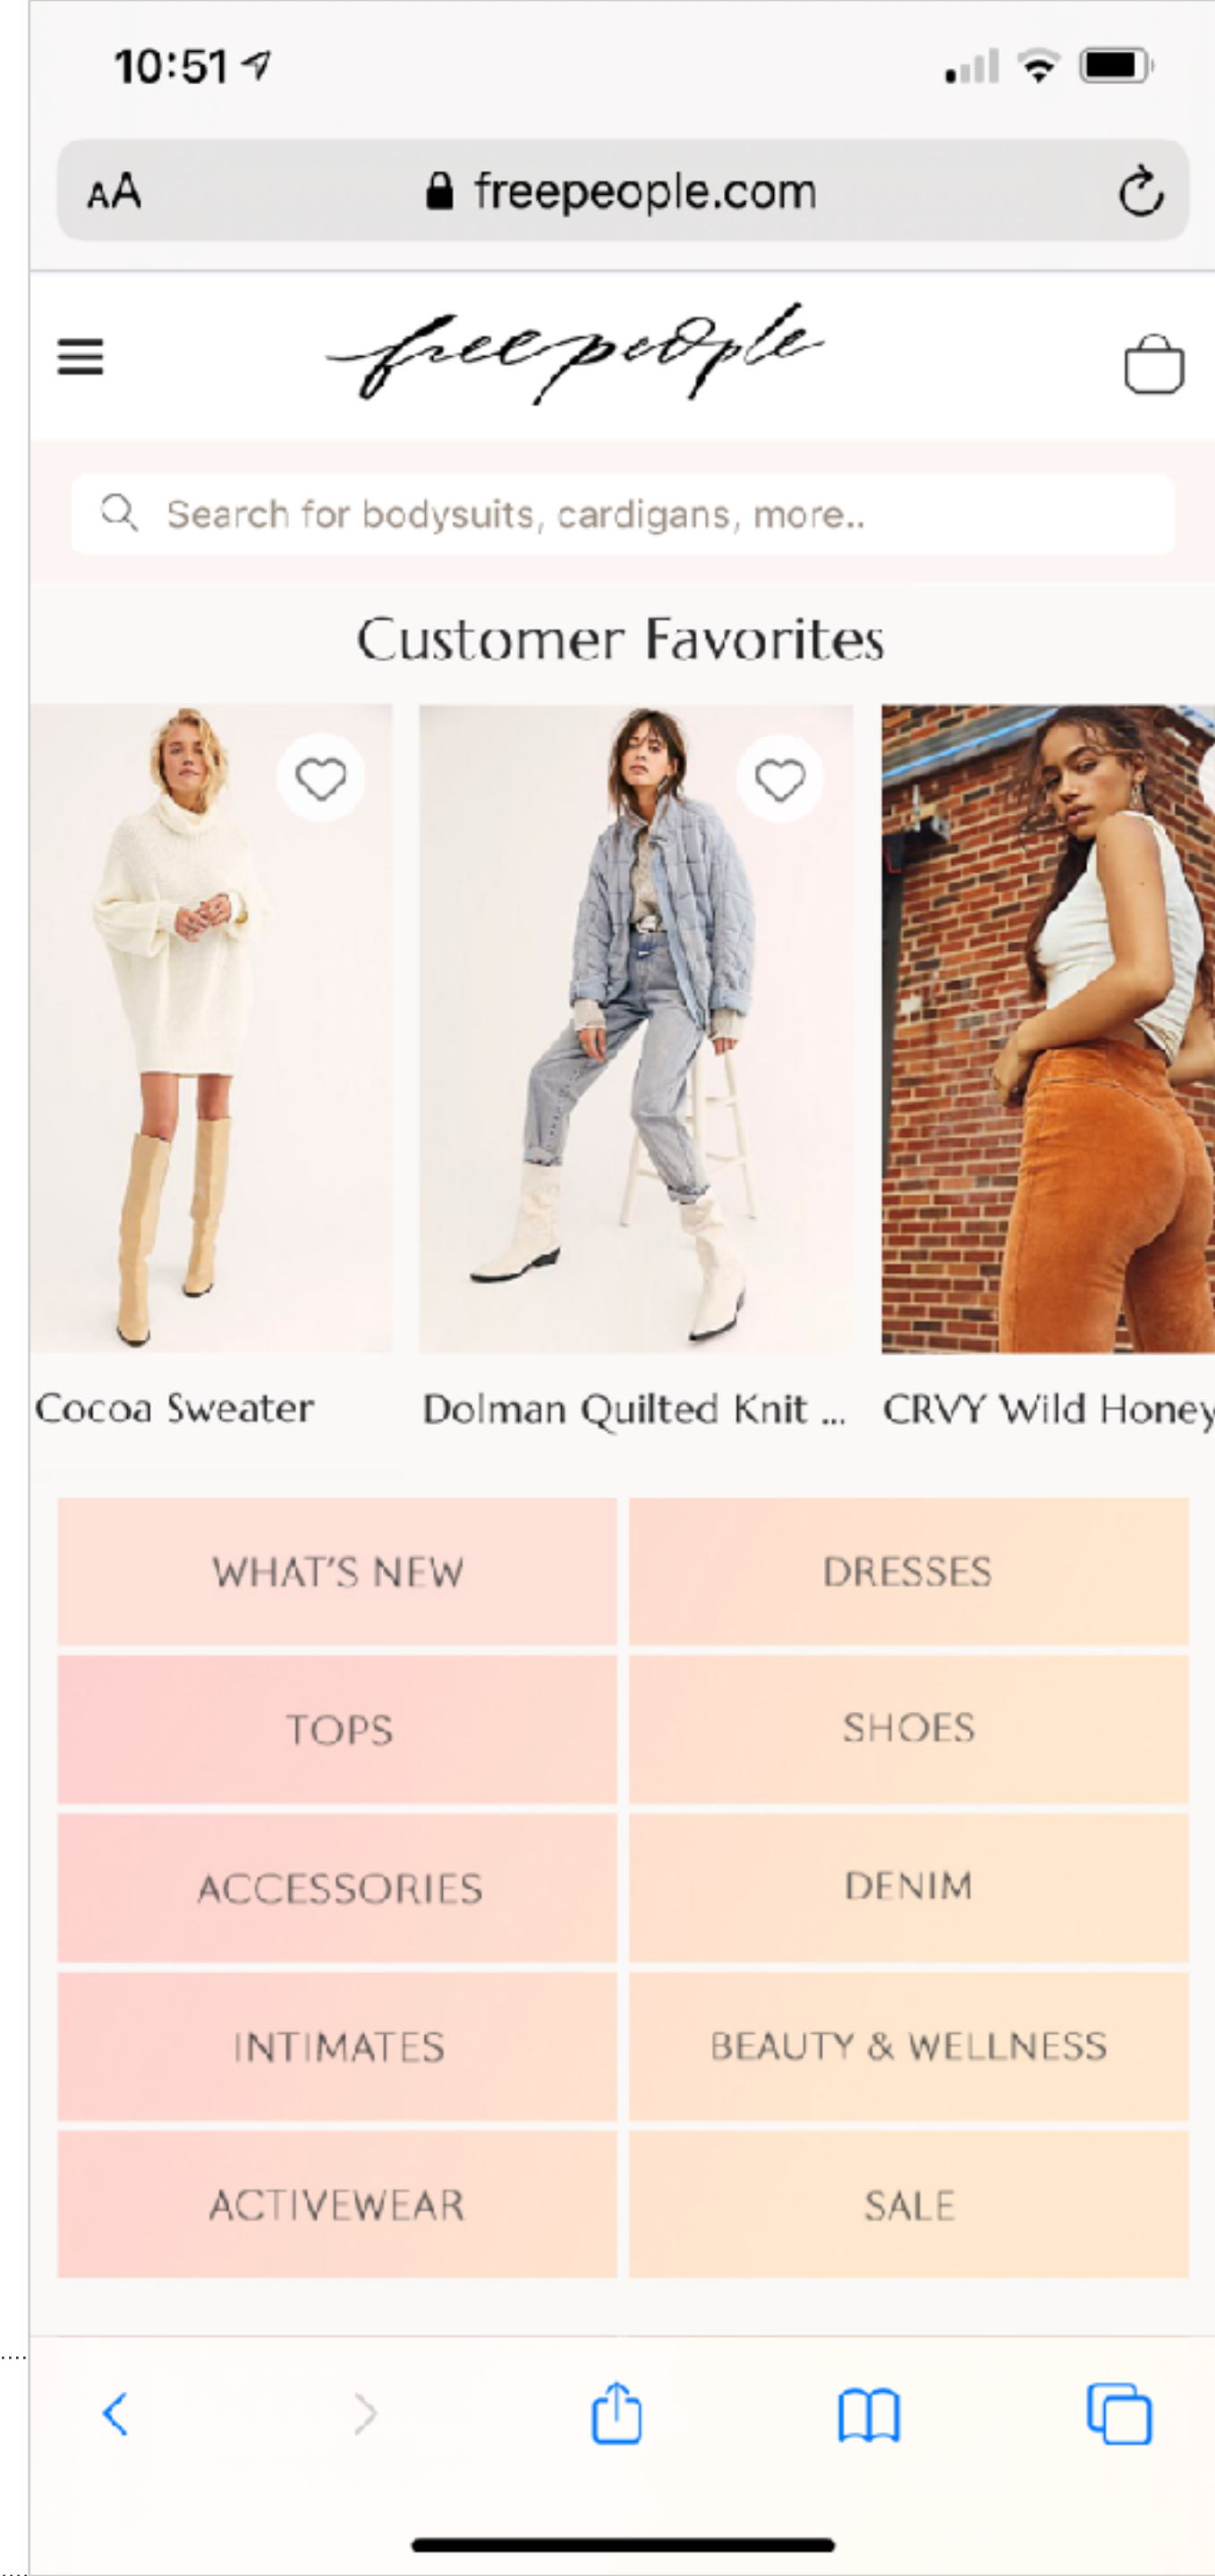 10:51
AA freepeople.com
free people
Search for bodysuits, cardigans, more..
Customer Favorites
Cocoa Sweater Dolman Quilted Knit ... CRVY Wild Honey
WHAT'S NEW DRESSES
TOPS SHOES
ACCESSORIES DENIM
INTIMATES BEAUTY & WELLNESS
ACTIVEWEAR SALE